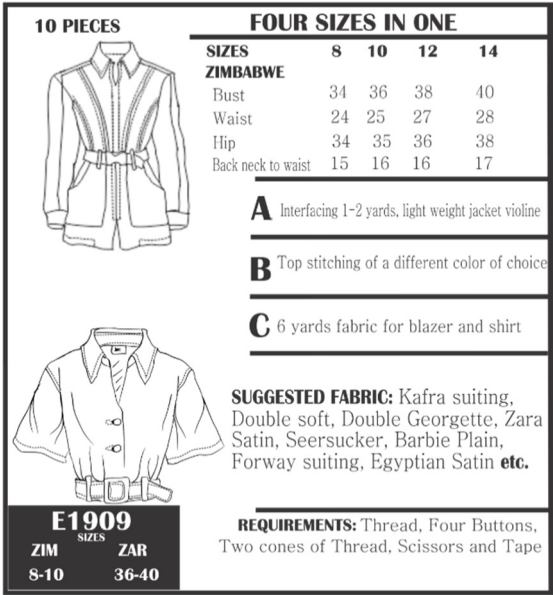 10 PIECES
FOUR SIZES IN ONE
SIZES 8 10 12 14
ZIMBABWE
Bust 34 36 38 40
Waist 24 25 27 28
Hip 34 35 36 38
Back neck to waist 15 16 16 17
A Interfacing 1-2 yards, light weight jacket violine
B Top stitching of a different color of choice
C 6 yards fabric for blazer and shirt
SUGGESTED FABRIC: Kafra suiting,
Double soft, Double Georgette, Zara
Satin, Seersucker, Barbie Plain,
Forway suiting, Egyptian Satin etc.
E1909
SIZES
ZIM ZAR
8-10 36-40
REQUIREMENTS: Thread, Four Buttons,
Two cones of Thread, Scissors and Tape